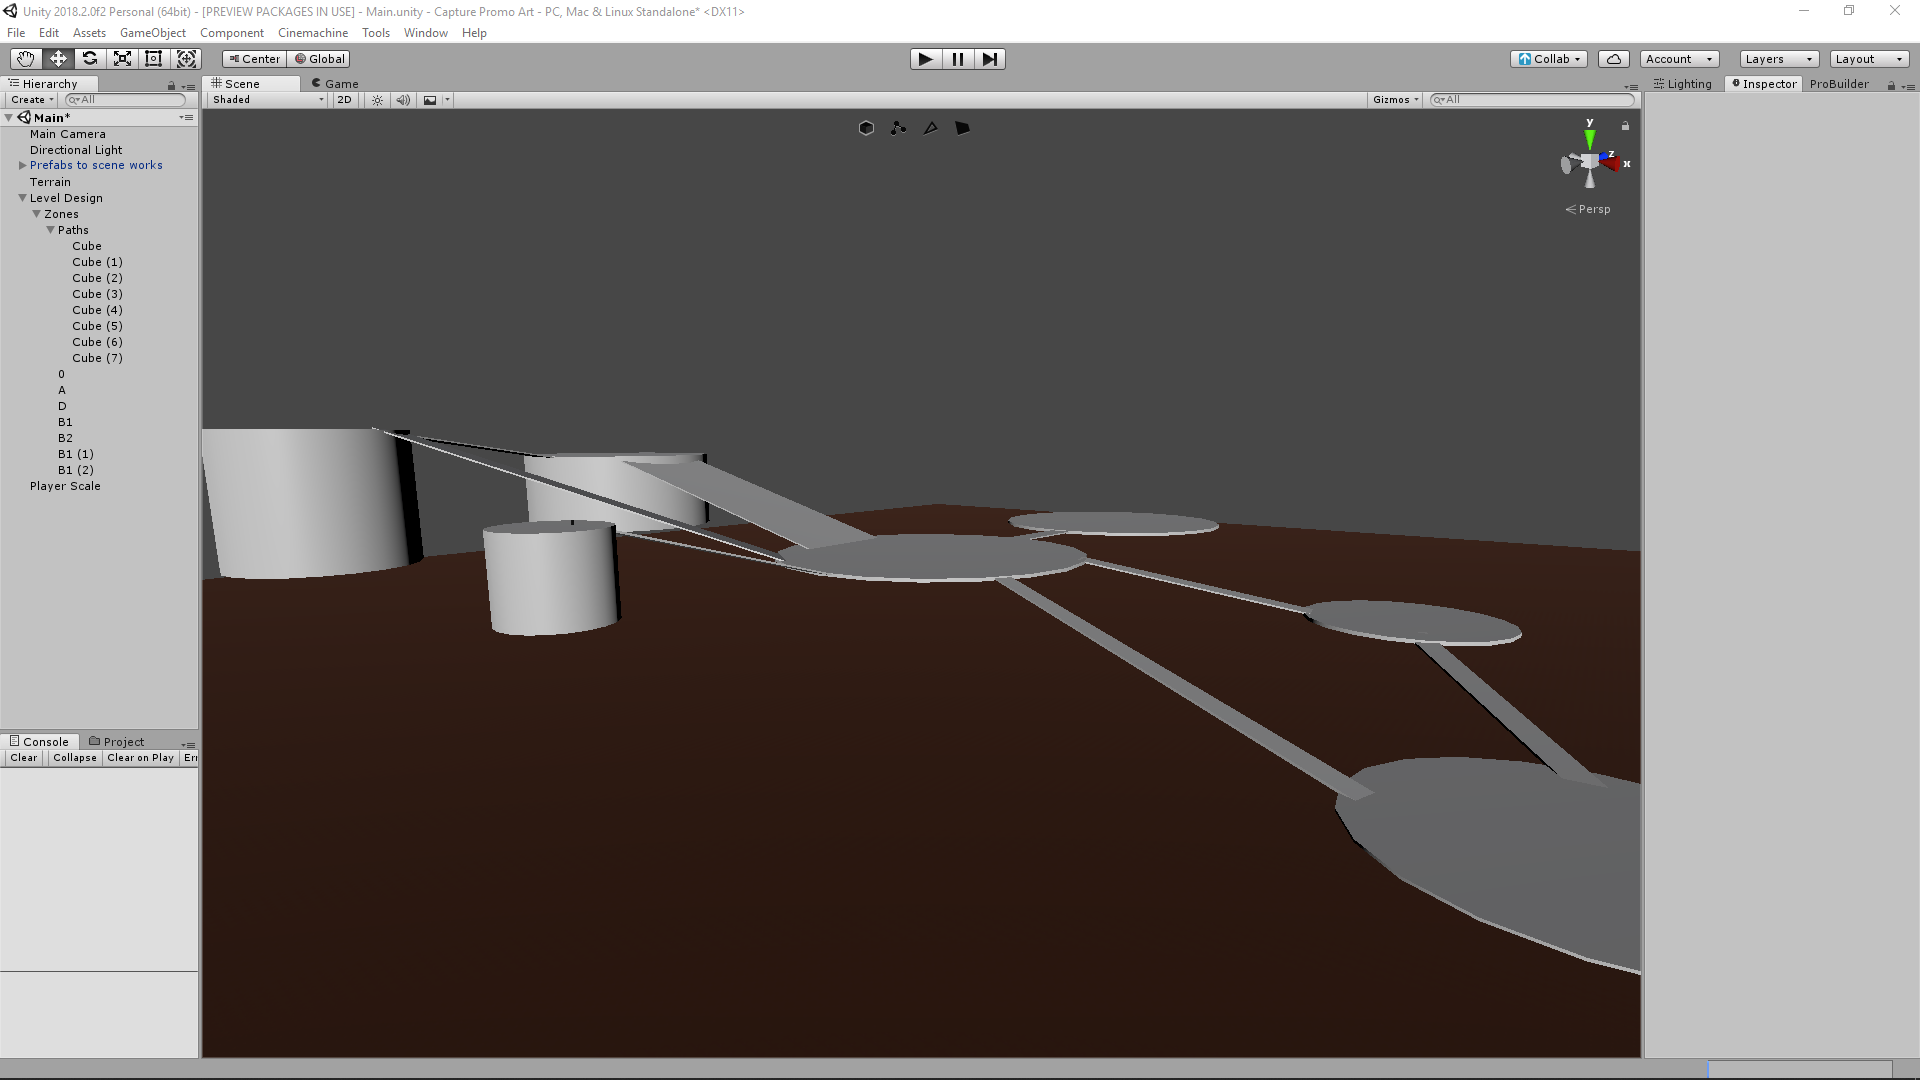 Unity 2018.2.0f2 Personal (64bit) - [PREVIEW PACKAGES IN USE] - Main.unity - Capture Promo Art - PC, Mac & Linux Standalone* <DX11>
File Edit Assets GameObject Component Cinemachine Tools Window Help
Center Global Collab Account Layers Layout
Hierarchy Scene Game Lighting Inspector ProBuilder
Create All Shaded 2D Gizmos All
Main*
Main Camera
Directional Light
Prefabs to scene works
Terrain
Level Design
Zones
Paths
Cube
Cube (1)
Cube (2)
Cube (3)
Cube (4)
Cube (5)
Cube (6)
Cube (7)
0
A
D
B1
B2
B1 (1)
B1 (2)
Player Scale
y
z
x
Persp
Console Project
Clear Collapse Clear on Play Err